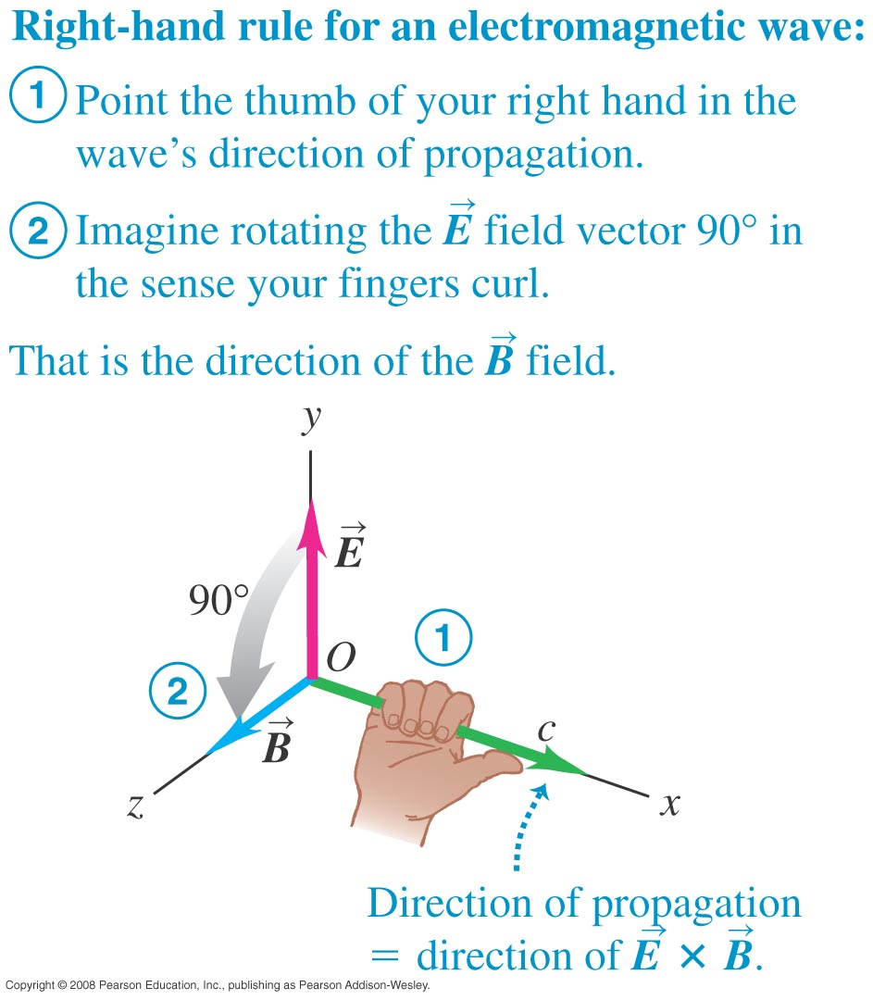 Right-hand rule for an electromagnetic wave:
1 Point the thumb of your right hand in the
wave's direction of propagation.
2 Imagine rotating the E⃗ field vector 90° in
the sense your fingers curl.
That is the direction of the B⃗ field.
y
E⃗
90°
1
O
2
c
B⃗
z
x
Direction of propagation
= direction of E⃗ × B⃗.
Copyright © 2008 Pearson Education, Inc., publishing as Pearson Addison-Wesley.